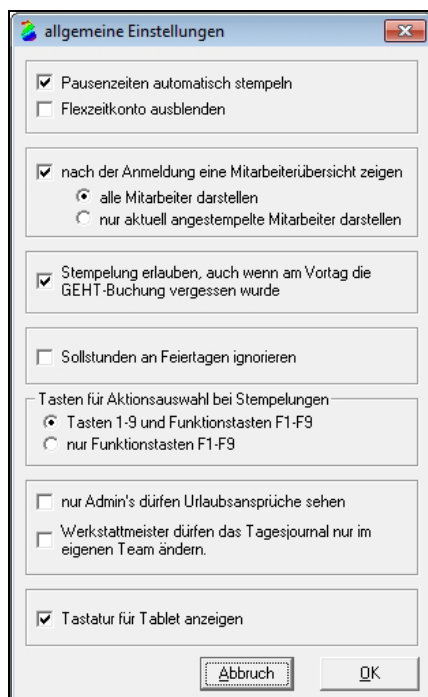 allgemeine Einstellungen
Pausenzeiten automatisch stempeln
Flexzeitkonto ausblenden
nach der Anmeldung eine Mitarbeiterübersicht zeigen
alle Mitarbeiter darstellen
nur aktuell angestempelte Mitarbeiter darstellen
Stempelung erlauben, auch wenn am Vortag die
GEHT-Buchung vergessen wurde
Sollstunden an Feiertagen ignorieren
Tasten für Aktionsauswahl bei Stempelungen
Tasten 1-9 und Funktionstasten F1-F9
nur Funktionstasten F1-F9
nur Admin's dürfen Urlaubsansprüche sehen
Werkstattmeister dürfen das Tagesjournal nur im
eigenen Team ändern.
Tastatur für Tablet anzeigen
Abbruch OK